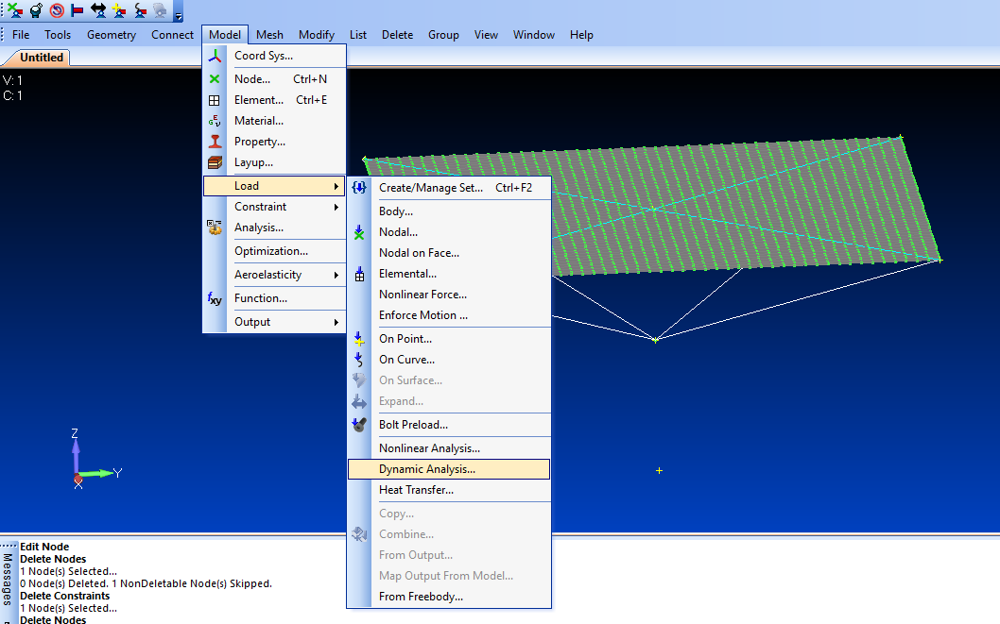 File Tools Geometry Connect Model Mesh Modify List Delete Group View Window Help
Untitled
V: 1
C: 1
Coord Sys...
Node... Ctrl+N
Element... Ctrl+E
Material...
Property...
Layup...
Load
Constraint
Analysis...
Optimization...
Aeroelasticity
Function...
Output
Create/Manage Set... Ctrl+F2
Body...
Nodal...
Nodal on Face...
Elemental...
Nonlinear Force...
Enforce Motion ...
On Point...
On Curve...
On Surface...
Expand...
Bolt Preload...
Nonlinear Analysis...
Dynamic Analysis...
Heat Transfer...
Copy...
Combine...
From Output...
Map Output From Model...
From Freebody...
Z
Y
X
Messages
Edit Node
Delete Nodes
1 Node(s) Selected...
0 Node(s) Deleted. 1 NonDeletable Node(s) Skipped.
Delete Constraints
1 Node(s) Selected...
Delete Nodes